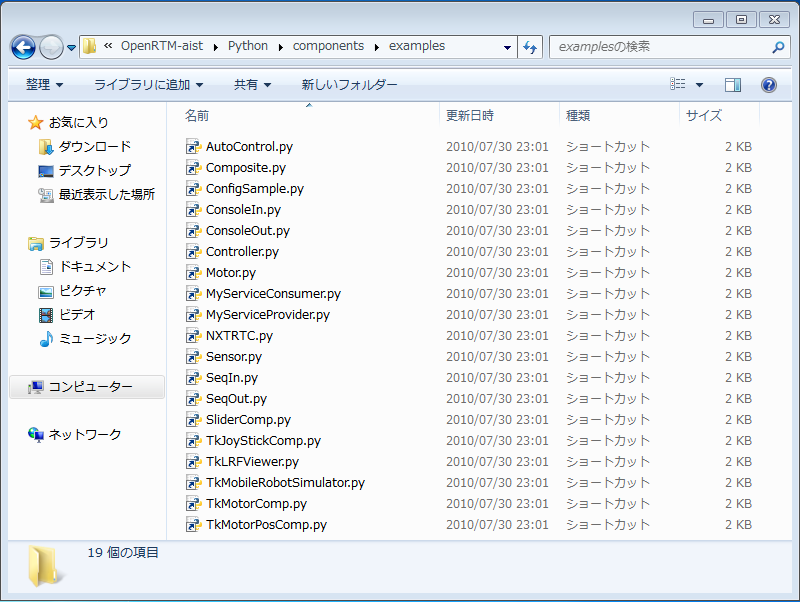 « OpenRTM-aist ▸ Python ▸ components ▸ examples
examplesの検索
整理 ライブラリに追加 共有 新しいフォルダー
お気に入り
ダウンロード
デスクトップ
最近表示した場所
ライブラリ
ドキュメント
ピクチャ
ビデオ
ミュージック
コンピューター
ネットワーク
名前 更新日時 種類 サイズ
AutoControl.py 2010/07/30 23:01 ショートカット 2 KB
Composite.py 2010/07/30 23:01 ショートカット 2 KB
ConfigSample.py 2010/07/30 23:01 ショートカット 2 KB
ConsoleIn.py 2010/07/30 23:01 ショートカット 2 KB
ConsoleOut.py 2010/07/30 23:01 ショートカット 2 KB
Controller.py 2010/07/30 23:01 ショートカット 2 KB
Motor.py 2010/07/30 23:01 ショートカット 2 KB
MyServiceConsumer.py 2010/07/30 23:01 ショートカット 2 KB
MyServiceProvider.py 2010/07/30 23:01 ショートカット 2 KB
NXTRTC.py 2010/07/30 23:01 ショートカット 2 KB
Sensor.py 2010/07/30 23:01 ショートカット 2 KB
SeqIn.py 2010/07/30 23:01 ショートカット 2 KB
SeqOut.py 2010/07/30 23:01 ショートカット 2 KB
SliderComp.py 2010/07/30 23:01 ショートカット 2 KB
TkJoyStickComp.py 2010/07/30 23:01 ショートカット 2 KB
TkLRFViewer.py 2010/07/30 23:01 ショートカット 2 KB
TkMobileRobotSimulator.py 2010/07/30 23:01 ショートカット 2 KB
TkMotorComp.py 2010/07/30 23:01 ショートカット 2 KB
TkMotorPosComp.py 2010/07/30 23:01 ショートカット 2 KB
19 個の項目